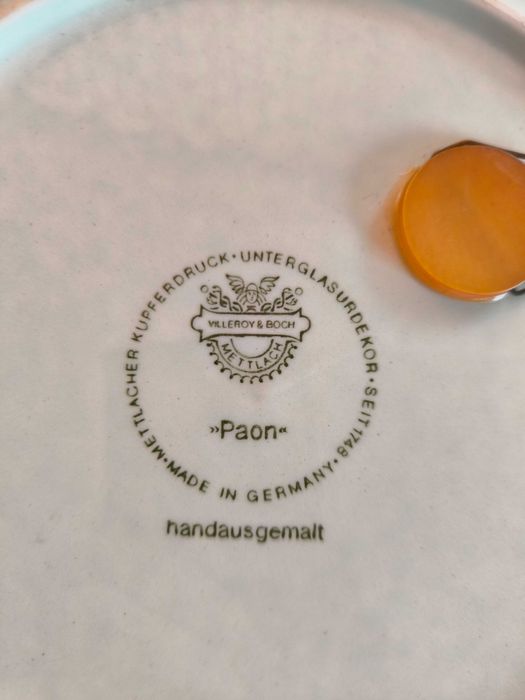 METTLACHER KUPFERDRUCK · UNTERGLASURDEKOR · SEIT 1748 ·
VILLEROY & BOCH
METTLACH
»Paon«
MADE IN GERMANY ·
handausgemalt